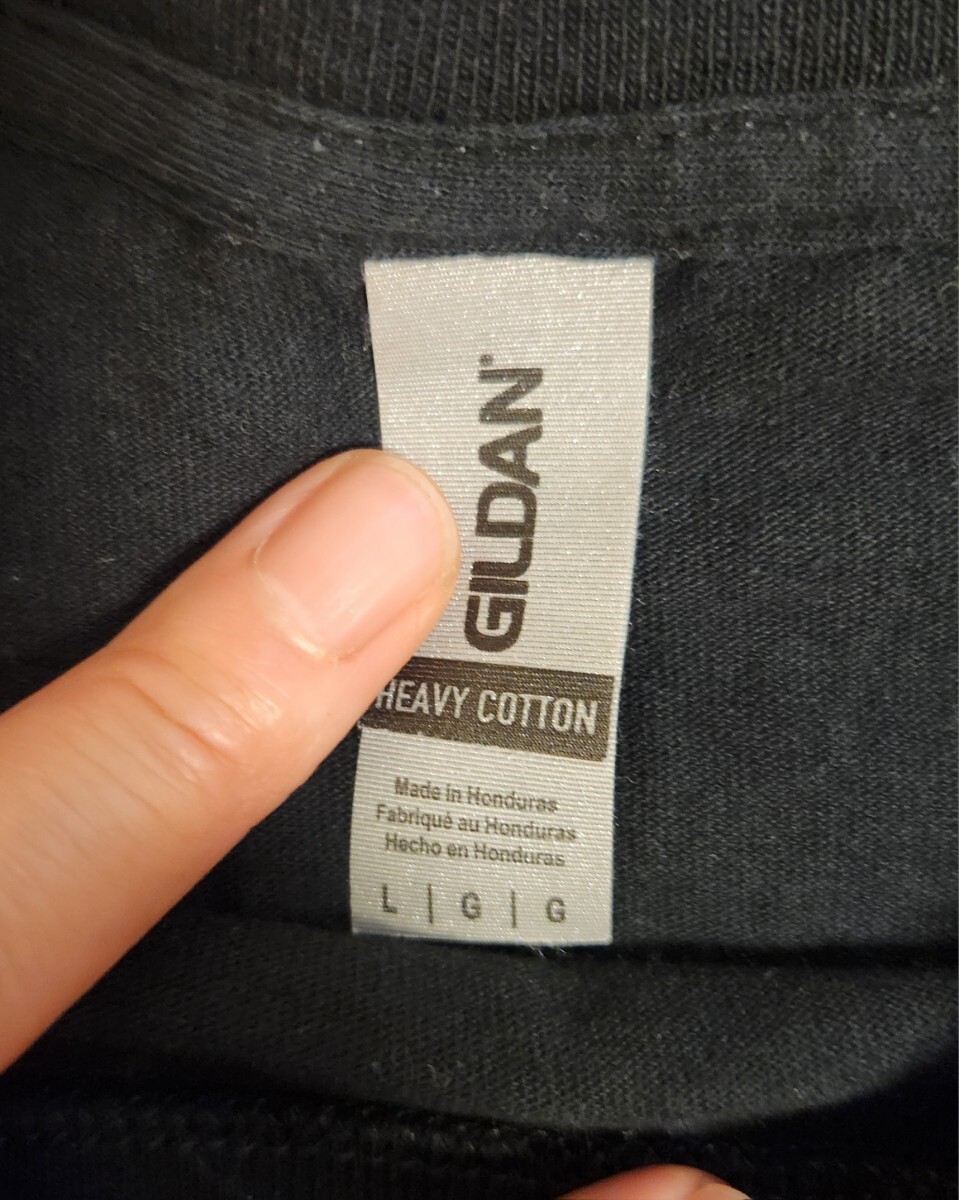 GILDAN®
HEAVY COTTON
Made in Honduras
Fabriqué au Honduras
Hecho en Honduras
L | G | G